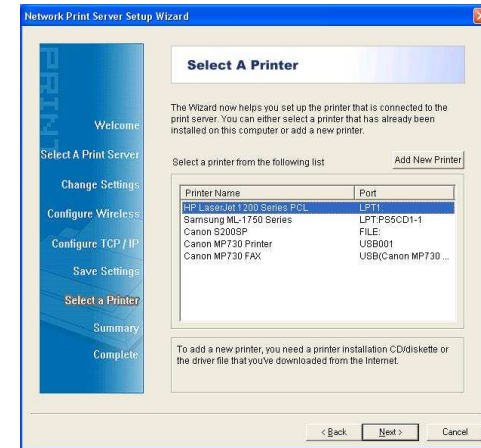 Network Print Server Setup Wizard
PRINT
Select A Printer
The Wizard now helps you set up the printer that is connected to the
print server. You can either select a printer that has already been
installed on this computer or add a new printer.
Welcome
Select A Print Server
Change Settings
Configure Wireless
Configure TCP / IP
Save Settings
Select a Printer
Summary
Complete
Select a printer from the following list
Add New Printer
Printer Name Port
HP LaserJet 1200 Series PCL LPT1:
Samsung ML-1750 Series LPT:PS5CD1-1
Canon S200SP FILE:
Canon MP730 Printer USB001
Canon MP730 FAX USB(Canon MP730 ...
To add a new printer, you need a printer installation CD/diskette or
the driver file that you've downloaded from the Internet.
< Back Next > Cancel